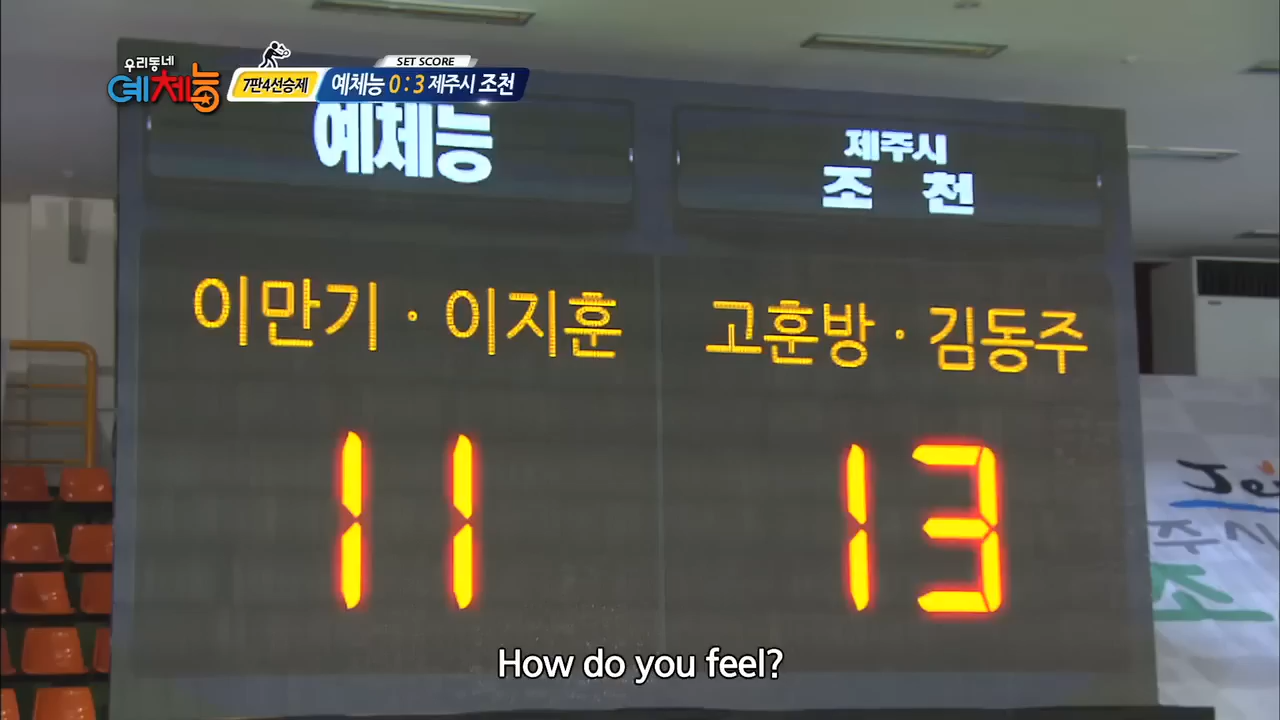 우리동네
예체능
7판4선승제
SET SCORE
예체능 0 : 3 제주시 조천
예체능
제주시
조 천
이만기 · 이지훈
고훈방 · 김동주
11
13
How do you feel?